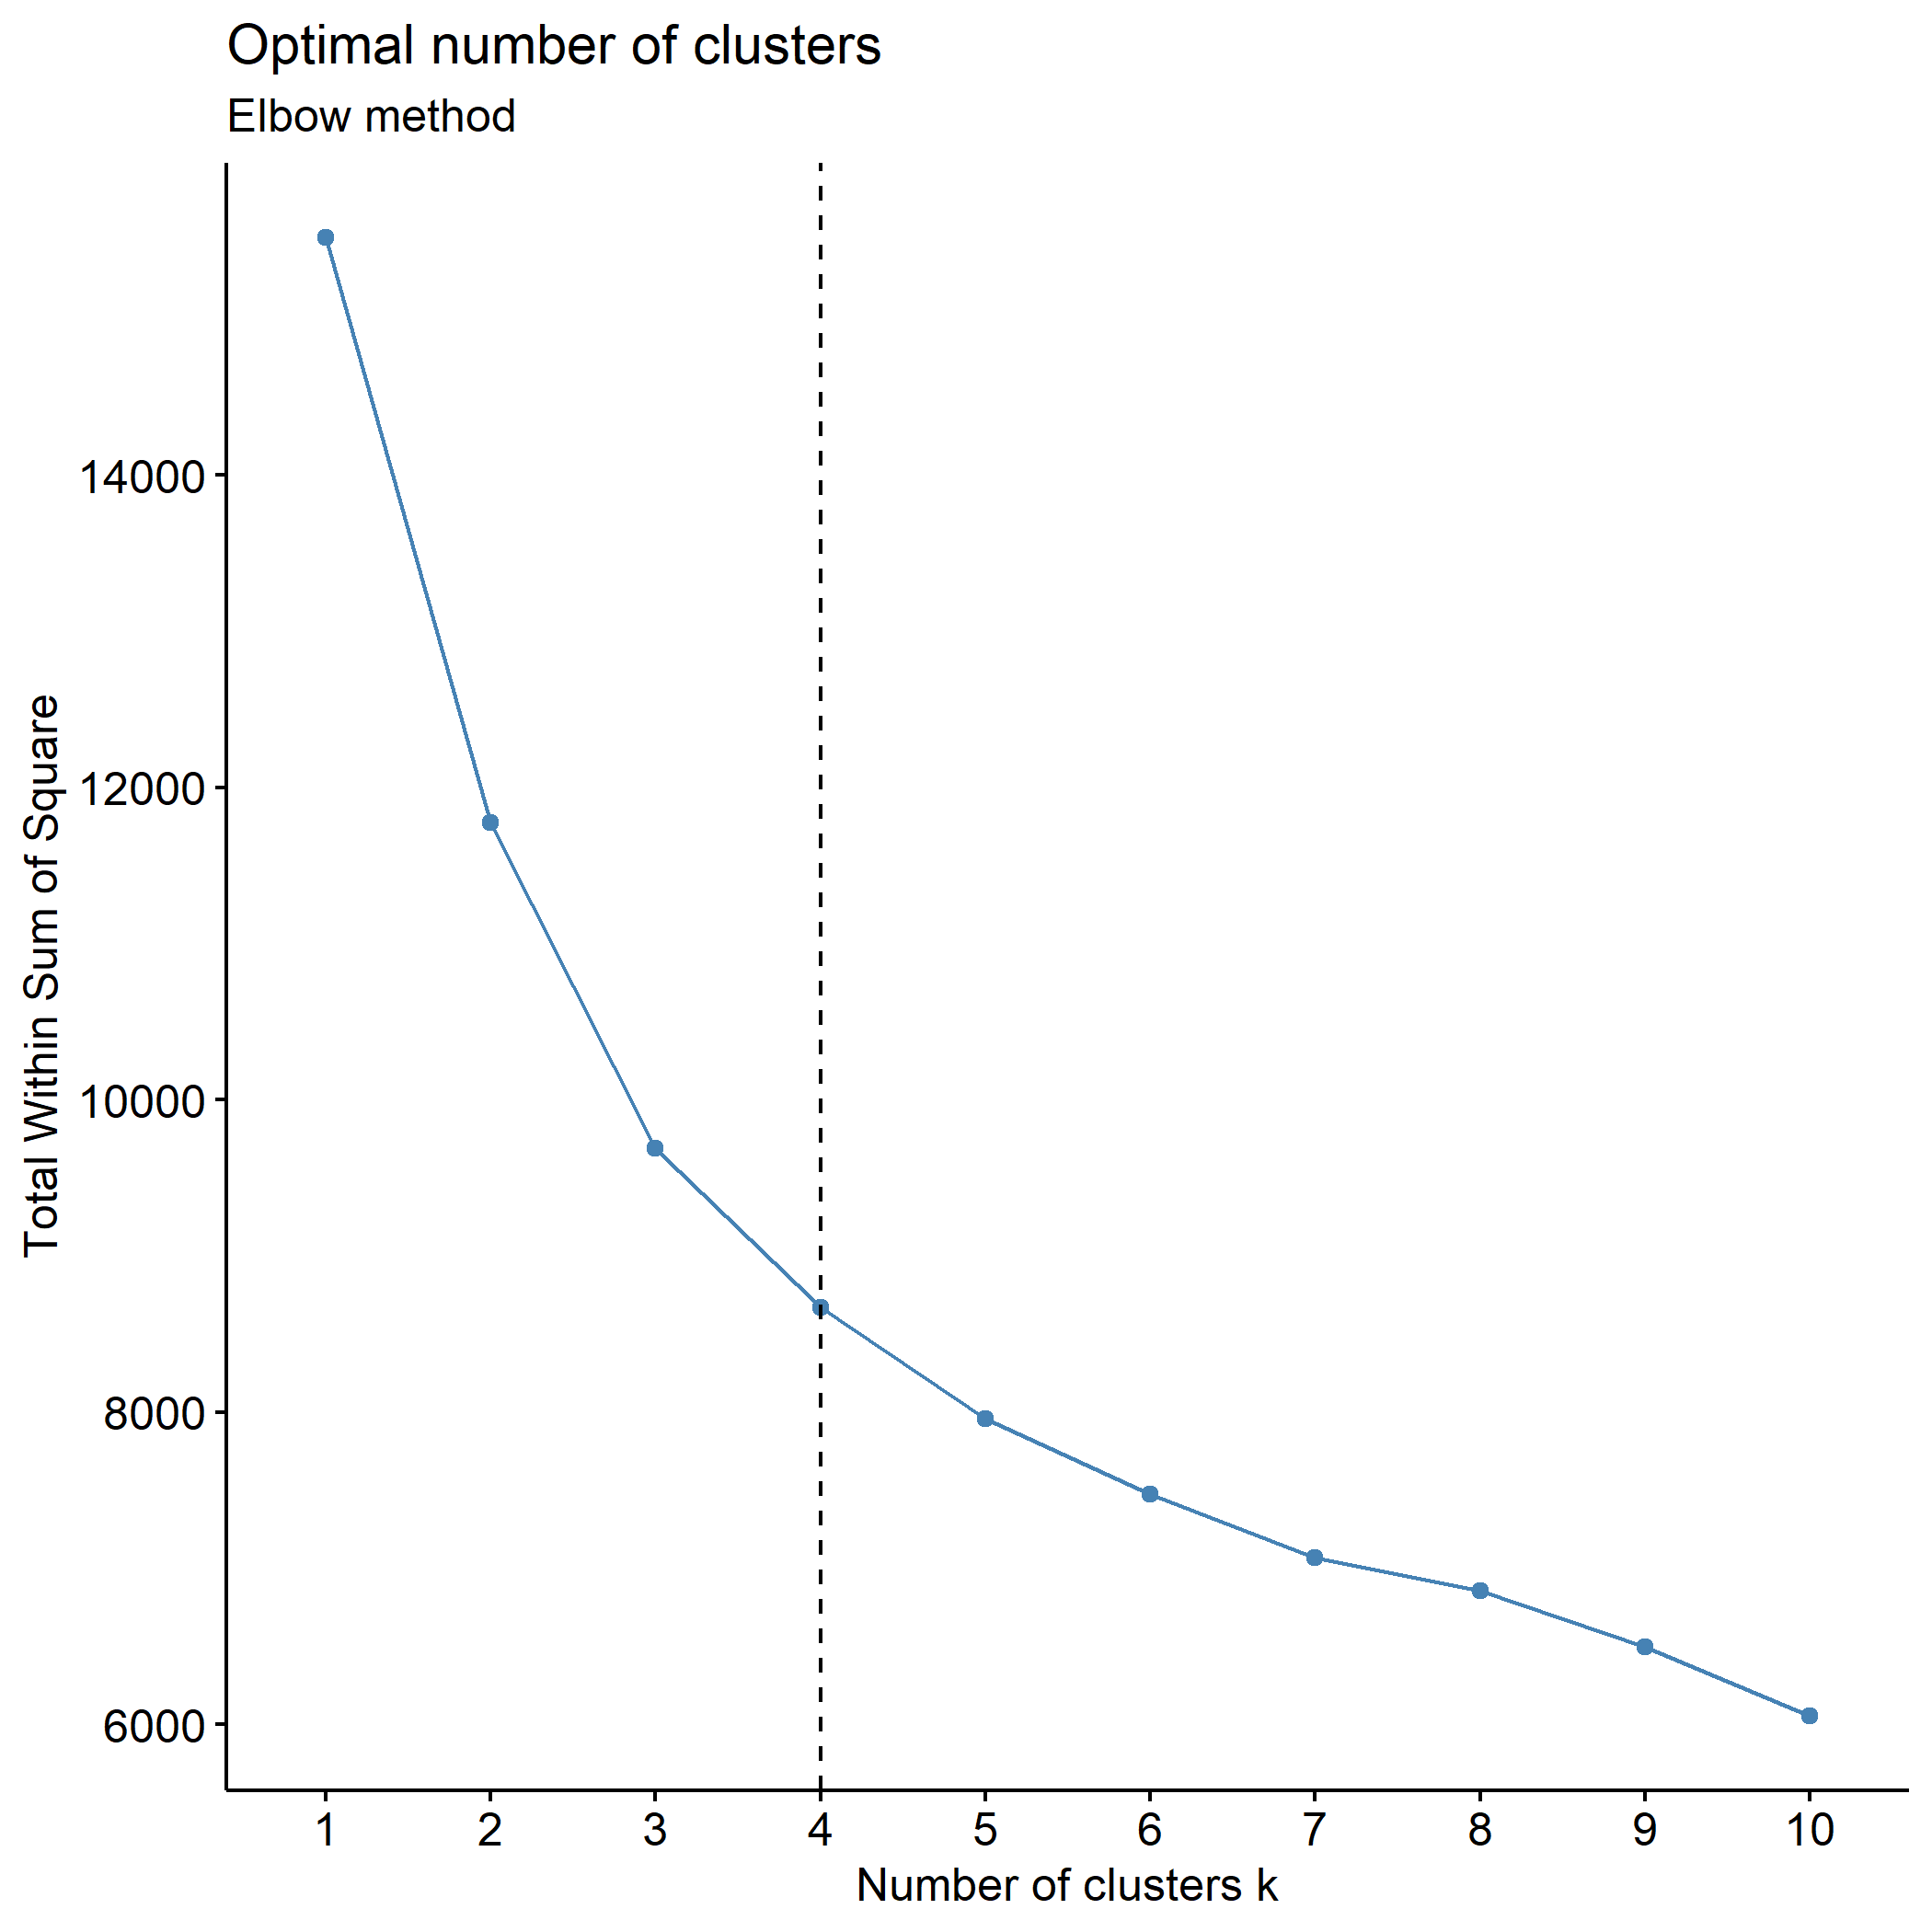 Optimal number of clusters
Elbow method
Total Within Sum of Square
14000
12000
10000
8000
6000
1 2 3 4 5 6 7 8 9 10
Number of clusters k